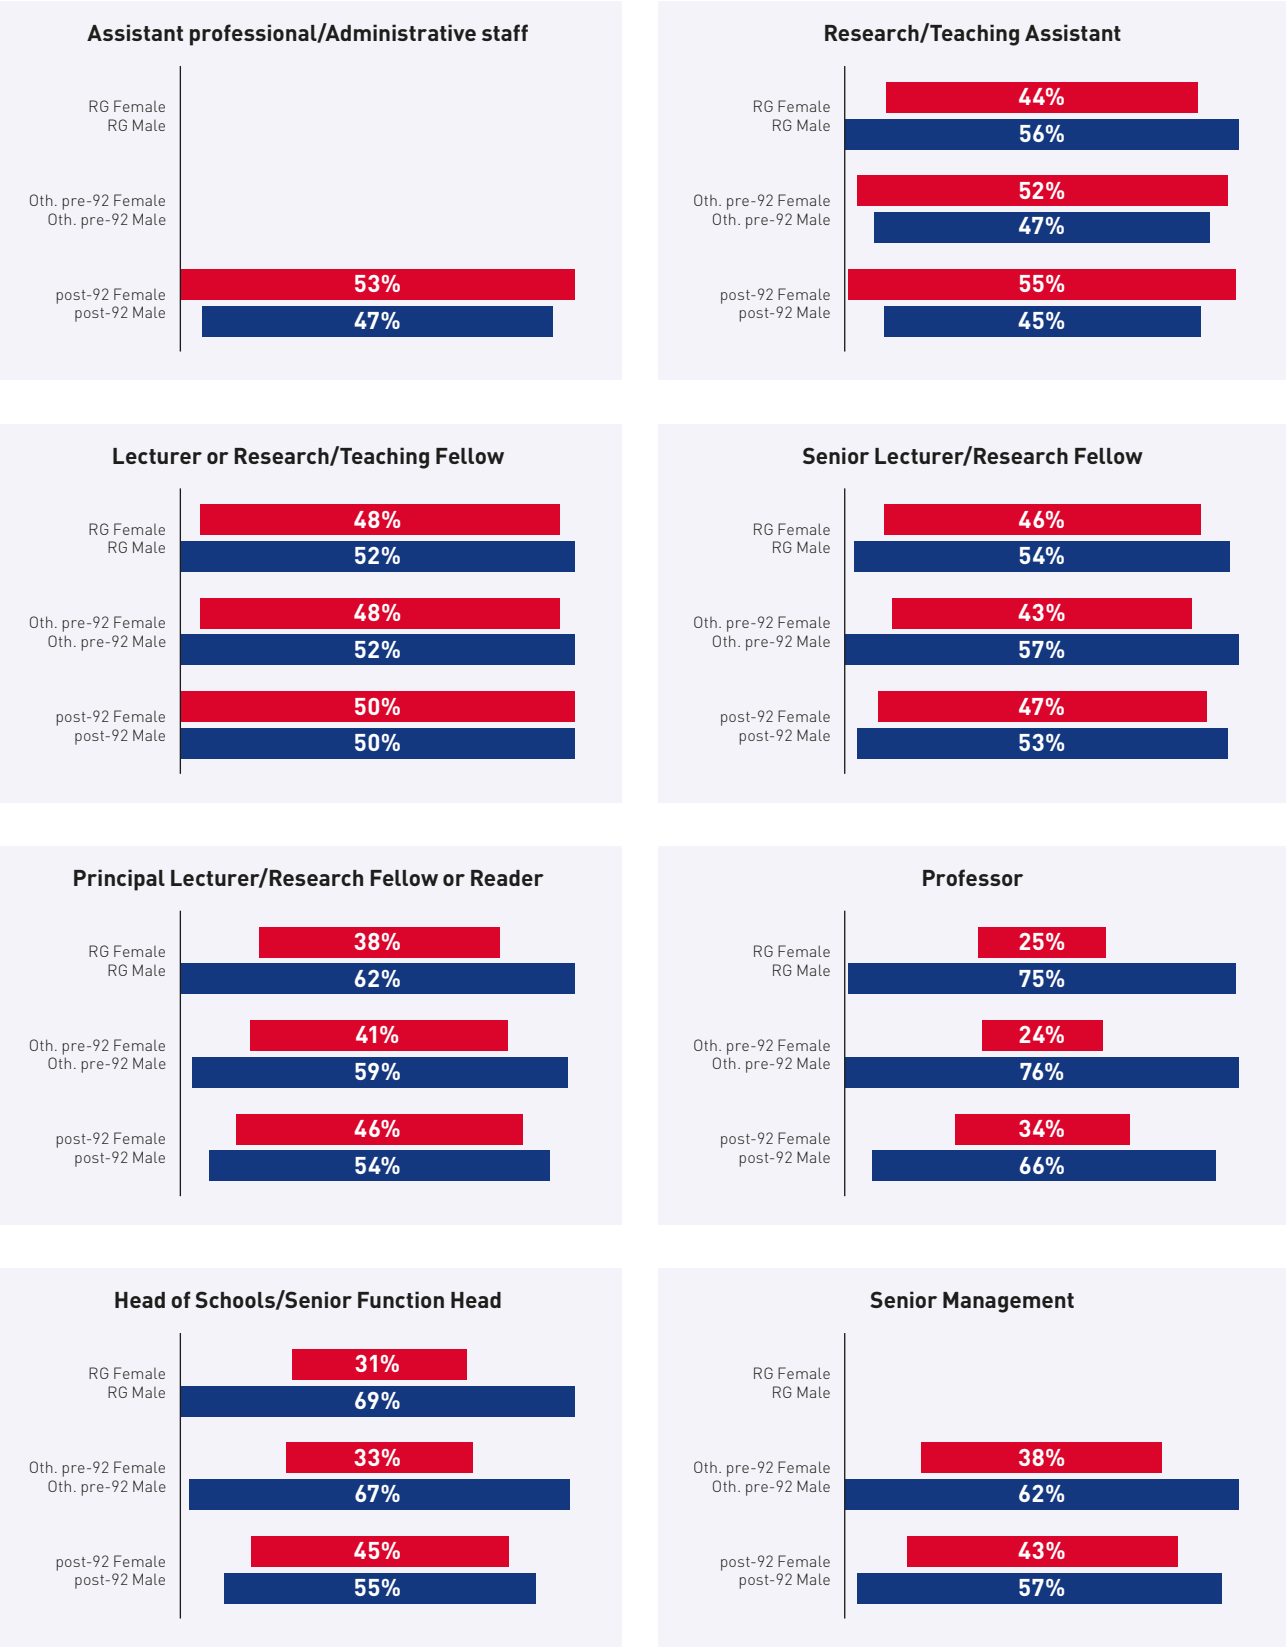 Assistant professional/Administrative staff
RG Female
RG Male
Oth. pre-92 Female
Oth. pre-92 Male
post-92 Female
post-92 Male
53%
47%
Research/Teaching Assistant
RG Female
RG Male
44%
56%
Oth. pre-92 Female
Oth. pre-92 Male
52%
47%
post-92 Female
post-92 Male
55%
45%
Lecturer or Research/Teaching Fellow
RG Female
RG Male
48%
52%
Oth. pre-92 Female
Oth. pre-92 Male
48%
52%
post-92 Female
post-92 Male
50%
50%
Senior Lecturer/Research Fellow
RG Female
RG Male
46%
54%
Oth. pre-92 Female
Oth. pre-92 Male
43%
57%
post-92 Female
post-92 Male
47%
53%
Principal Lecturer/Research Fellow or Reader
RG Female
RG Male
38%
62%
Oth. pre-92 Female
Oth. pre-92 Male
41%
59%
post-92 Female
post-92 Male
46%
54%
Professor
RG Female
RG Male
25%
75%
Oth. pre-92 Female
Oth. pre-92 Male
24%
76%
post-92 Female
post-92 Male
34%
66%
Head of Schools/Senior Function Head
RG Female
RG Male
31%
69%
Oth. pre-92 Female
Oth. pre-92 Male
33%
67%
post-92 Female
post-92 Male
45%
55%
Senior Management
RG Female
RG Male
Oth. pre-92 Female
Oth. pre-92 Male
38%
62%
post-92 Female
post-92 Male
43%
57%